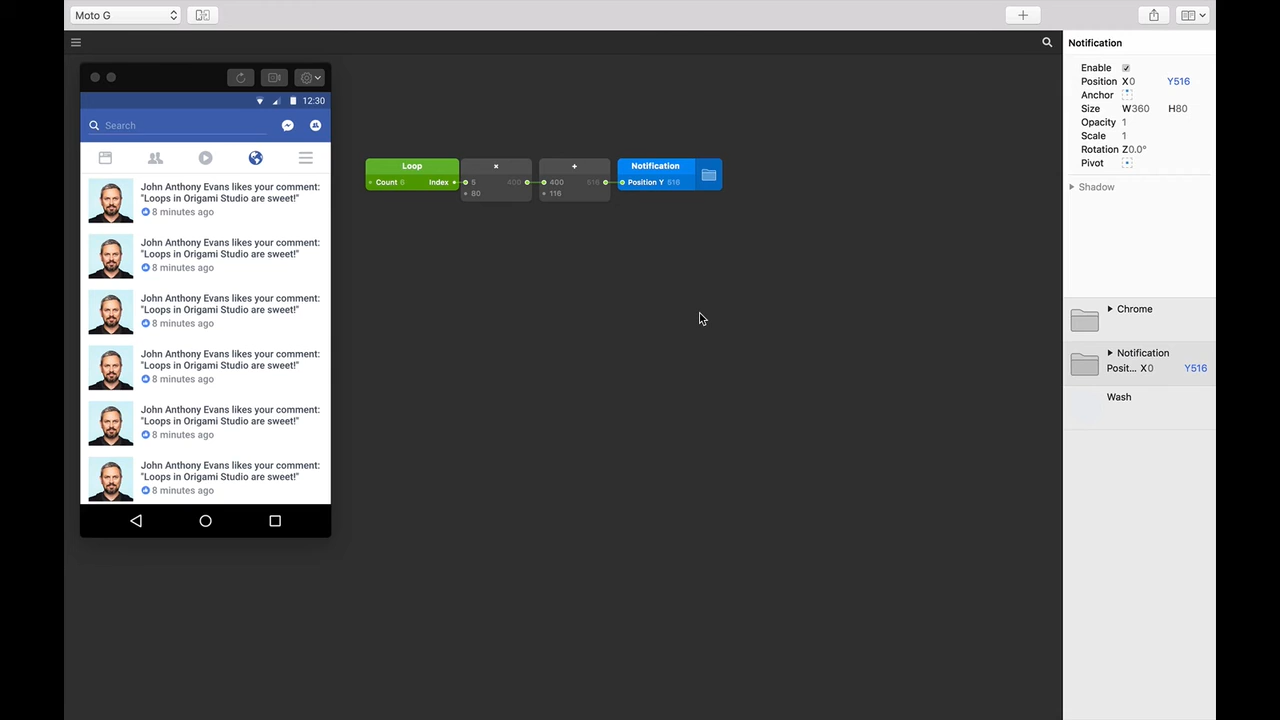 Moto G
12:30
Search
John Anthony Evans likes your comment:
"Loops in Origami Studio are sweet!"
8 minutes ago
John Anthony Evans likes your comment:
"Loops in Origami Studio are sweet!"
8 minutes ago
John Anthony Evans likes your comment:
"Loops in Origami Studio are sweet!"
8 minutes ago
John Anthony Evans likes your comment:
"Loops in Origami Studio are sweet!"
8 minutes ago
John Anthony Evans likes your comment:
"Loops in Origami Studio are sweet!"
8 minutes ago
John Anthony Evans likes your comment:
"Loops in Origami Studio are sweet!"
8 minutes ago
Loop
Count 6 Index
×
5 400
80
+
400 516
116
Notification
Position Y 516
Notification
Enable
Position X0 Y516
Anchor
Size W360 H80
Opacity 1
Scale 1
Rotation Z0.0°
Pivot
Shadow
Chrome
Notification
Posit... X0 Y516
Wash